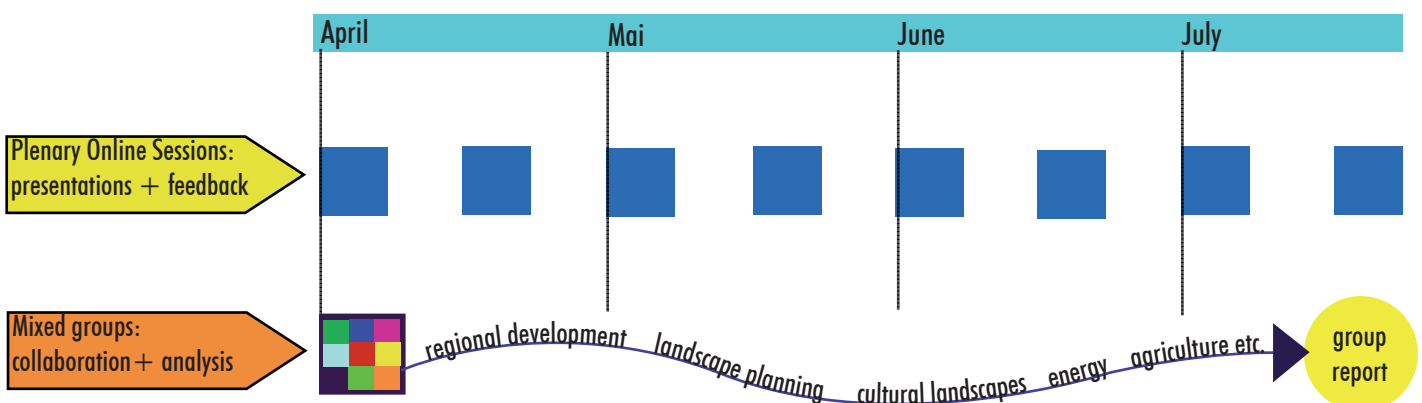 April
Mai
June
July
Plenary Online Sessions:
presentations + feedback
Mixed groups:
collaboration+ analysis
regional development
landscape planning
cultural landscapes
energy
agriculture etc.
group
report